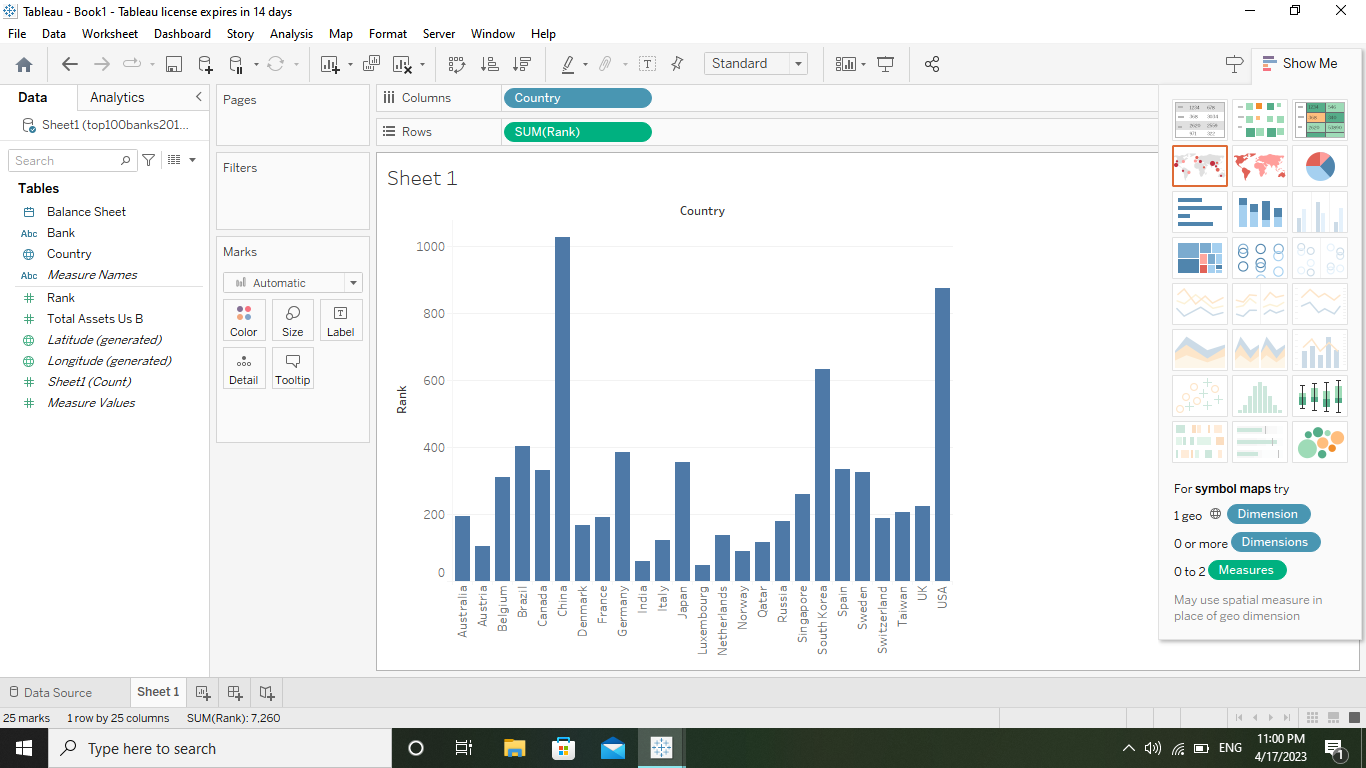 Tableau - Book1 - Tableau license expires in 14 days
File Data Worksheet Dashboard Story Analysis Map Format Server Window Help
Standard
Show Me
Data Analytics
Sheet1 (top100banks201...
Search
Tables
Balance Sheet
Abc Bank
Country
Abc Measure Names
Rank
Total Assets Us B
Latitude (generated)
Longitude (generated)
Sheet1 (Count)
Measure Values
Pages
Filters
Marks
Automatic
Color Size Label
Detail Tooltip
Columns Country
Rows SUM(Rank)
Sheet 1
Country
1000
800
600
400
200
0
Rank
Australia
Austria
Belgium
Brazil
Canada
China
Denmark
France
Germany
India
Italy
Japan
Luxembourg
Netherlands
Norway
Qatar
Russia
Singapore
South Korea
Spain
Sweden
Switzerland
Taiwan
UK
USA
For symbol maps try
1 geo Dimension
0 or more Dimensions
0 to 2 Measures
May use spatial measure in
place of geo dimension
Data Source Sheet 1
25 marks 1 row by 25 columns SUM(Rank): 7,260
Type here to search
ENG
11:00 PM
4/17/2023
1